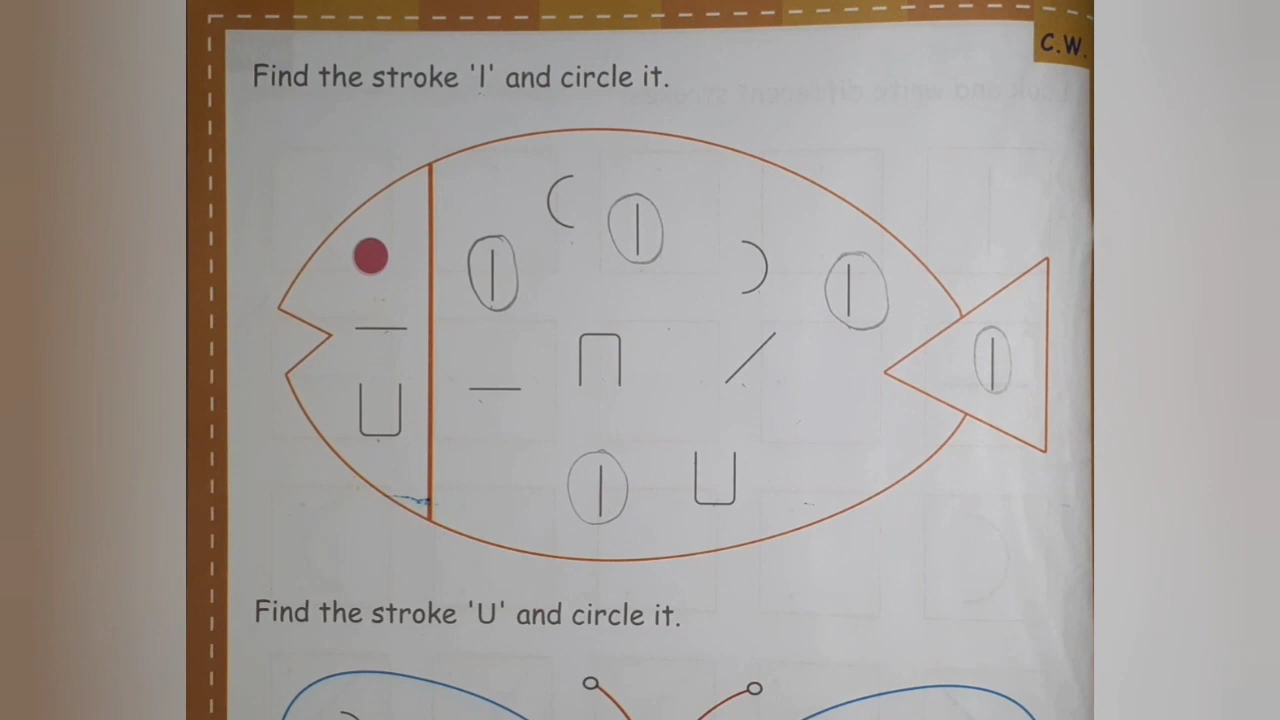 C.W.
Find the stroke 'l' and circle it.
Find the stroke 'U' and circle it.